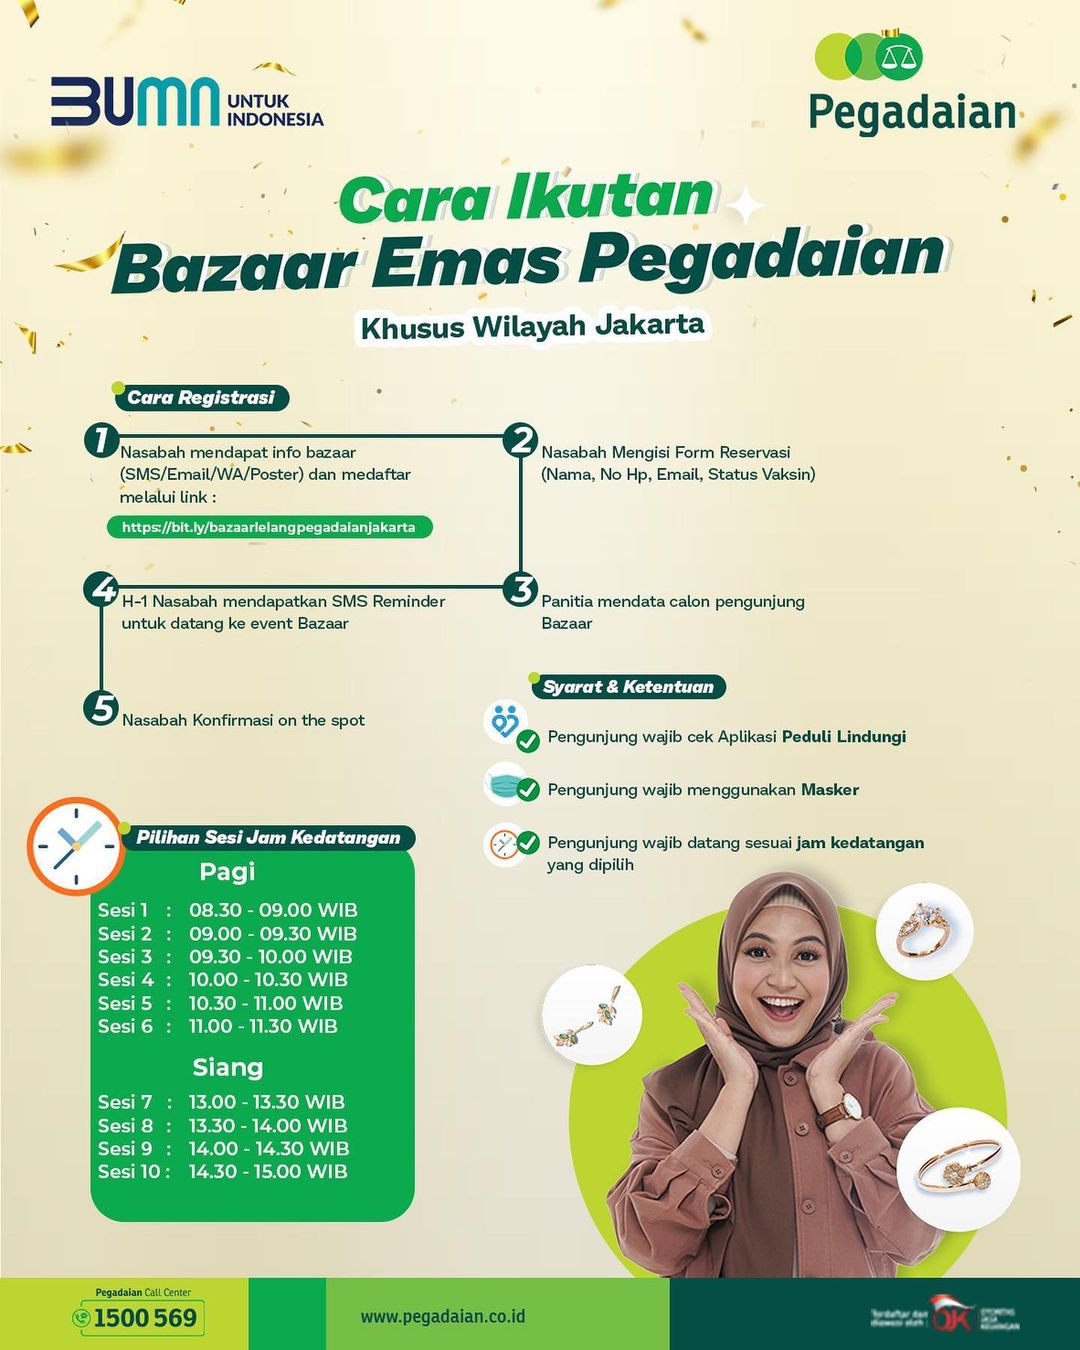 BUMN UNTUK
INDONESIA
Pegadaian
Cara Ikutan
Bazaar Emas Pegadaian
Khusus Wilayah Jakarta
Cara Registrasi
1
Nasabah mendapat info bazaar
(SMS/Email/WA/Poster) dan medaftar
melalui link :
https://bit.ly/bazaarlelangpegadaianjakarta
2
Nasabah Mengisi Form Reservasi
(Nama, No Hp, Email, Status Vaksin)
3
Panitia mendata calon pengunjung
Bazaar
4
H-1 Nasabah mendapatkan SMS Reminder
untuk datang ke event Bazaar
5
Nasabah Konfirmasi on the spot
Syarat & Ketentuan
Pengunjung wajib cek Aplikasi Peduli Lindungi
Pengunjung wajib menggunakan Masker
Pengunjung wajib datang sesuai jam kedatangan
yang dipilih
Pilihan Sesi Jam Kedatangan
Pagi
Sesi 1 : 08.30 - 09.00 WIB
Sesi 2 : 09.00 - 09.30 WIB
Sesi 3 : 09.30 - 10.00 WIB
Sesi 4 : 10.00 - 10.30 WIB
Sesi 5 : 10.30 - 11.00 WIB
Sesi 6 : 11.00 - 11.30 WIB
Siang
Sesi 7 : 13.00 - 13.30 WIB
Sesi 8 : 13.30 - 14.00 WIB
Sesi 9 : 14.00 - 14.30 WIB
Sesi 10 : 14.30 - 15.00 WIB
Pegadaian Call Center
1500 569
www.pegadaian.co.id
Terdaftar dan
diawasi oleh :
OJK
OTORITAS
JASA
KEUANGAN